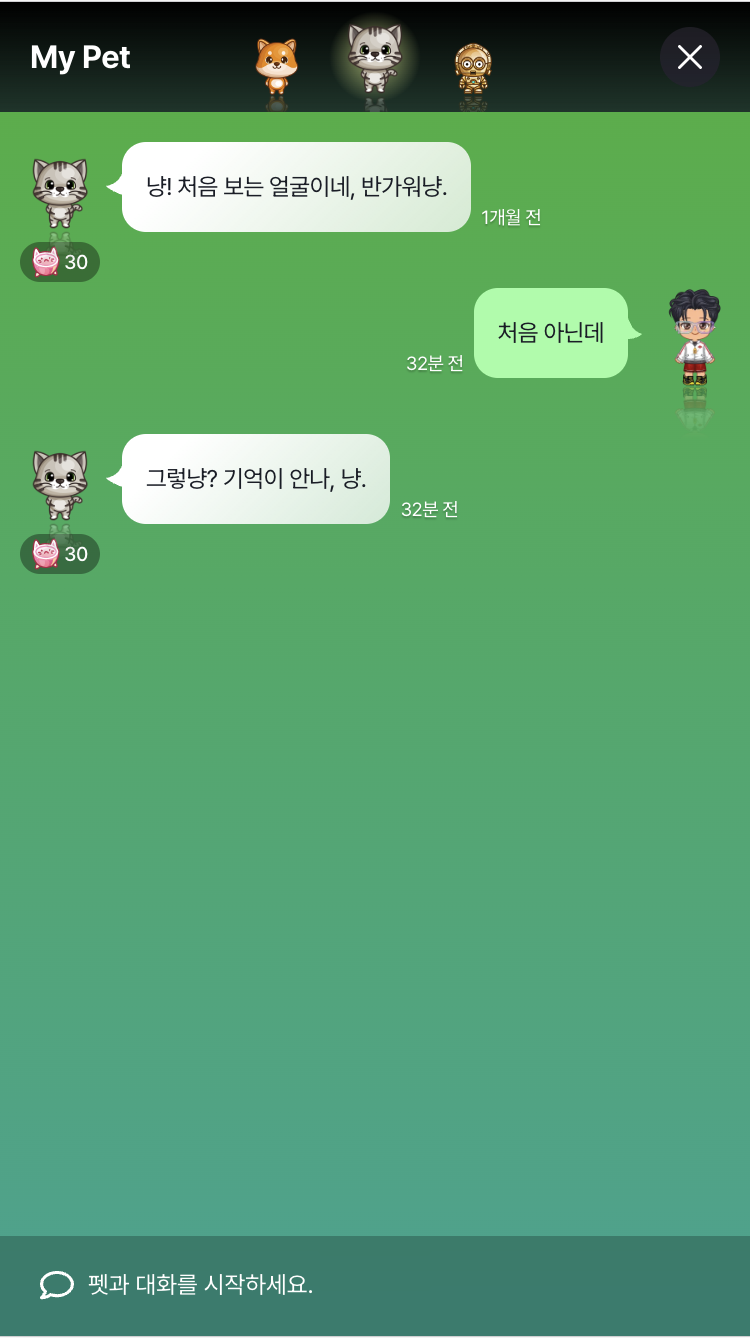 My Pet
냥! 처음 보는 얼굴이네, 반가워냥.
1개월 전
30
처음 아닌데
32분 전
그렇냥? 기억이 안나, 냥.
32분 전
30
펫과 대화를 시작하세요.